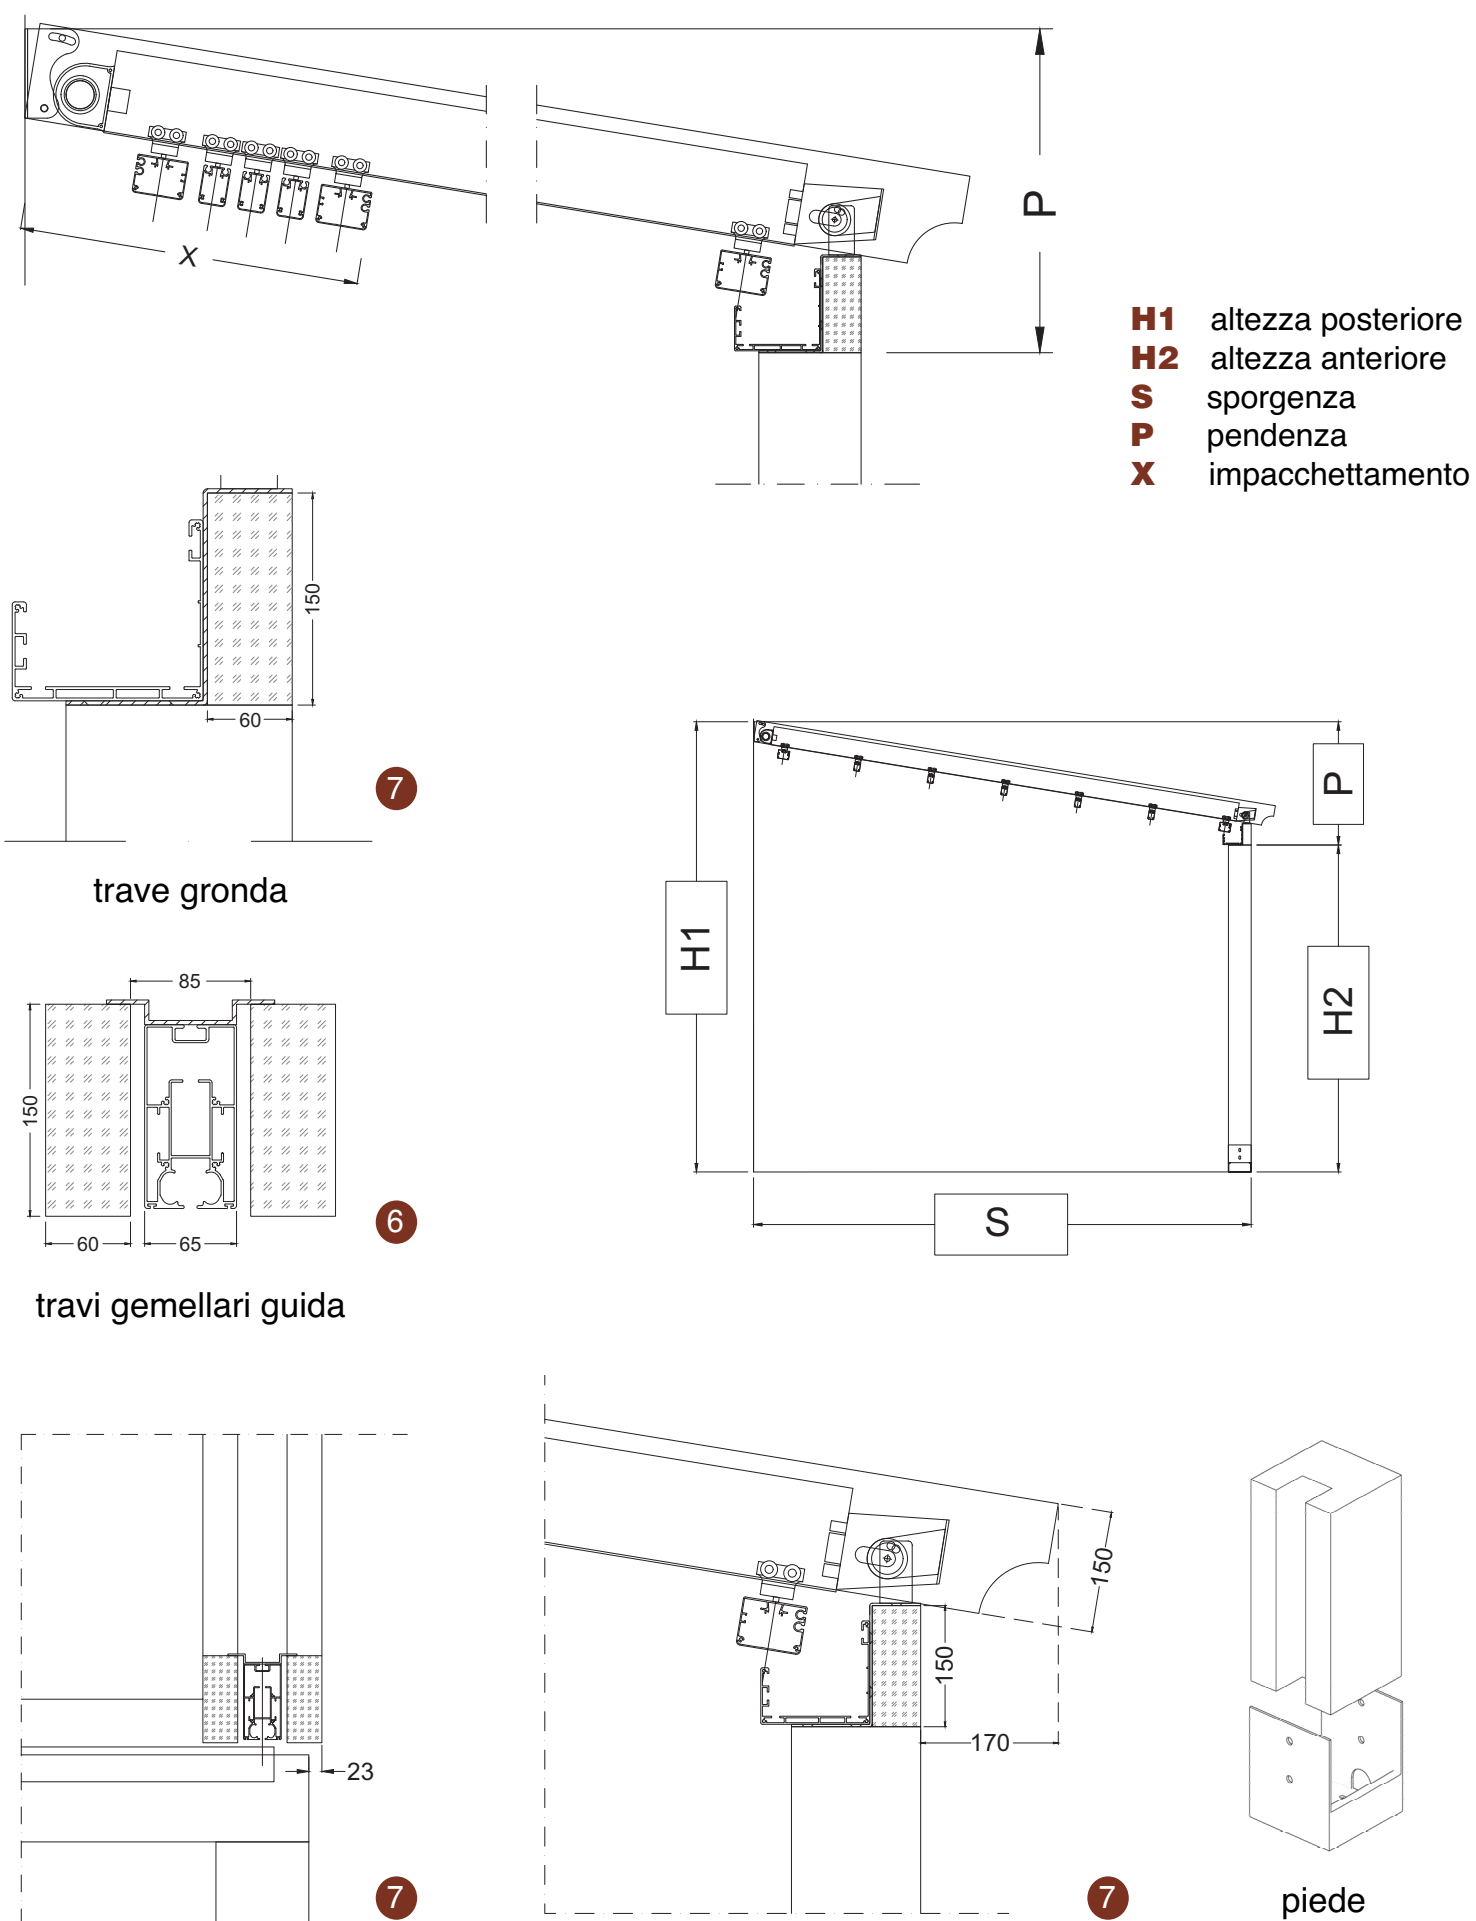 P
X
H1 altezza posteriore
H2 altezza anteriore
S sporgenza
P pendenza
X impacchettamento
150
60
7
trave gronda
P
H1
H2
S
85
150
60
65
6
travi gemellari guida
23
7
150
150
170
7
piede